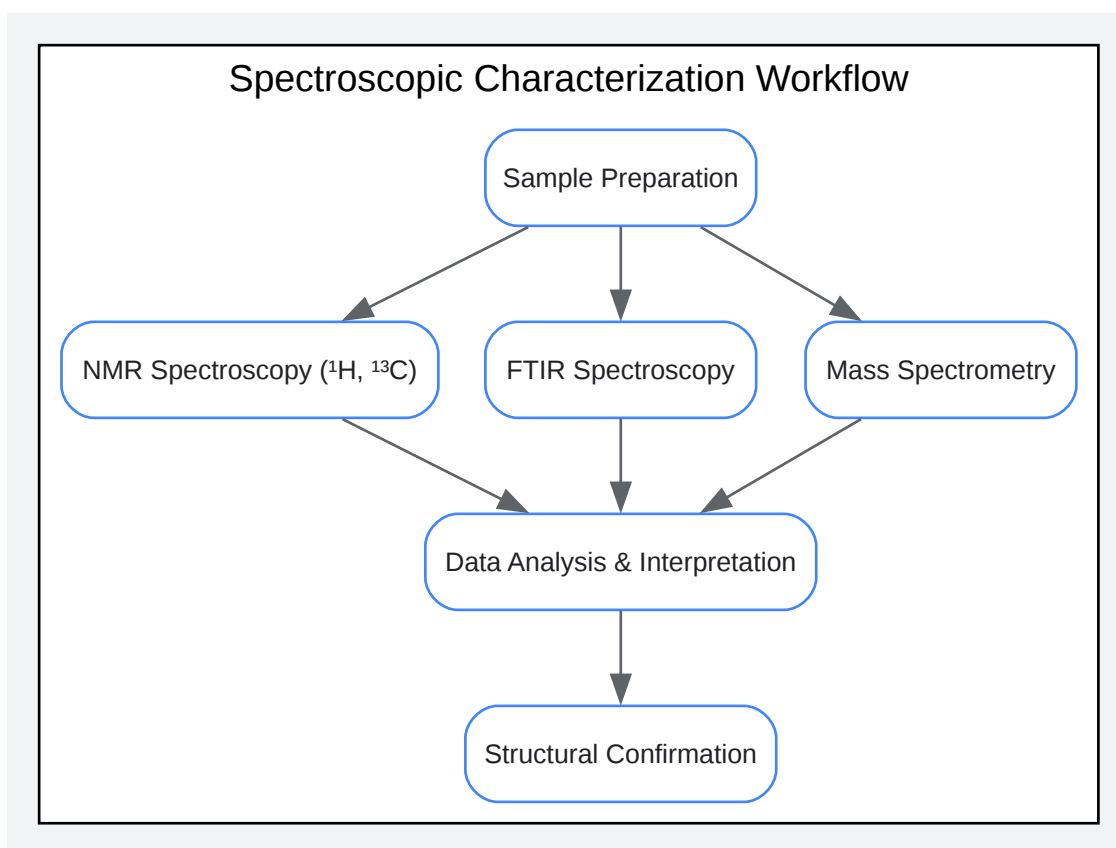 Spectroscopic Characterization Workflow
Sample Preparation
NMR Spectroscopy (¹H, ¹³C)
FTIR Spectroscopy
Mass Spectrometry
Data Analysis & Interpretation
Structural Confirmation